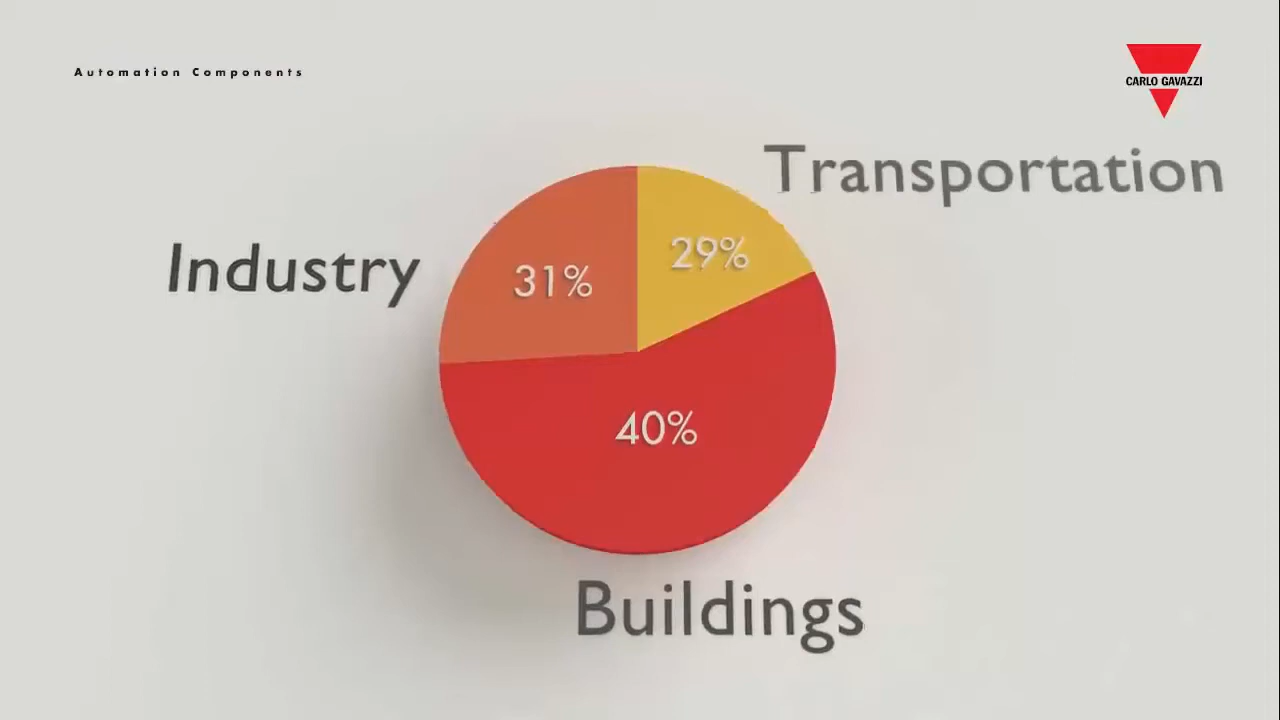 Automation Components
CARLO GAVAZZI
Transportation
Industry
29%
31%
40%
Buildings